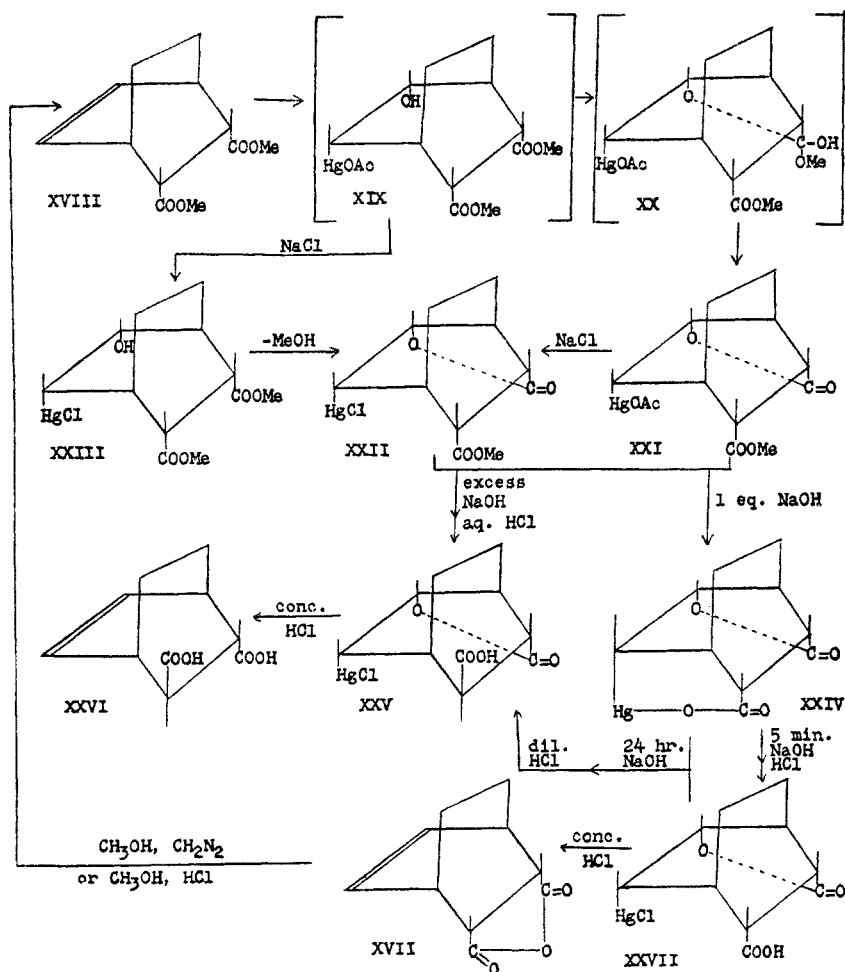 OH
O
C-OH
OMe
COOMe
HgOAc
COOMe
HgOAc
XVIII
COOMe
XIX
COOMe
XX
COOMe
NaCl
OH
-MeOH
O
NaCl
O
HgCl
COOMe
HgCl
C=O
HgOAc
C=O
XXIII
COOMe
XXII
COOMe
XXI
COOMe
excess
NaOH
aq. HCl
1 eq. NaOH
conc.
HCl
O
O
COOH
COOH
HgCl
COOH
C=O
C=O
XXVI
XXV
Hg
O
C=O
XXIV
dil.
HCl
24 hr.
NaOH
5 min.
NaOH
HCl
CH3OH, CH2N2
or CH3OH, HCl
conc.
HCl
O
C=O
HgCl
C=O
XVII
C
O
O
COOH
XXVII